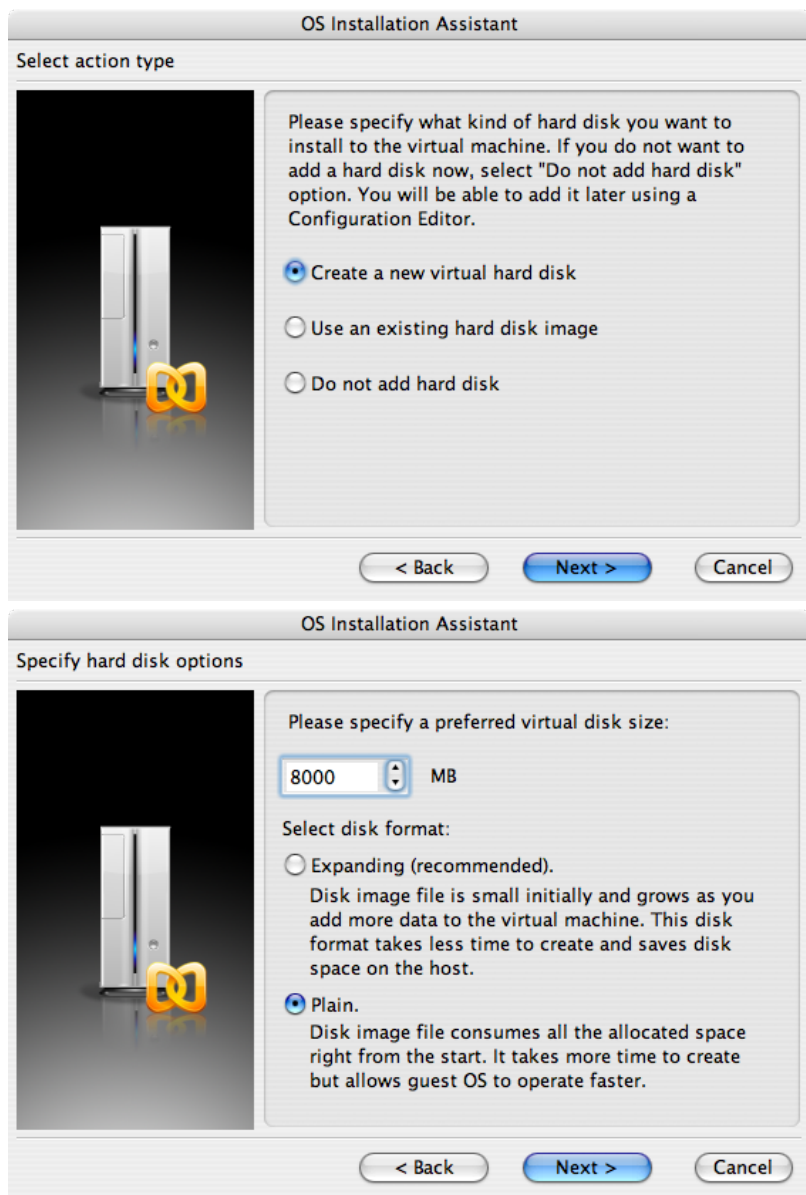 OS Installation Assistant
Select action type
Please specify what kind of hard disk you want to
install to the virtual machine. If you do not want to
add a hard disk now, select "Do not add hard disk"
option. You will be able to add it later using a
Configuration Editor.
Create a new virtual hard disk
Use an existing hard disk image
Do not add hard disk
< Back
Next >
Cancel
OS Installation Assistant
Specify hard disk options
Please specify a preferred virtual disk size:
8000 MB
Select disk format:
Expanding (recommended).
Disk image file is small initially and grows as you
add more data to the virtual machine. This disk
format takes less time to create and saves disk
space on the host.
Plain.
Disk image file consumes all the allocated space
right from the start. It takes more time to create
but allows guest OS to operate faster.
< Back
Next >
Cancel